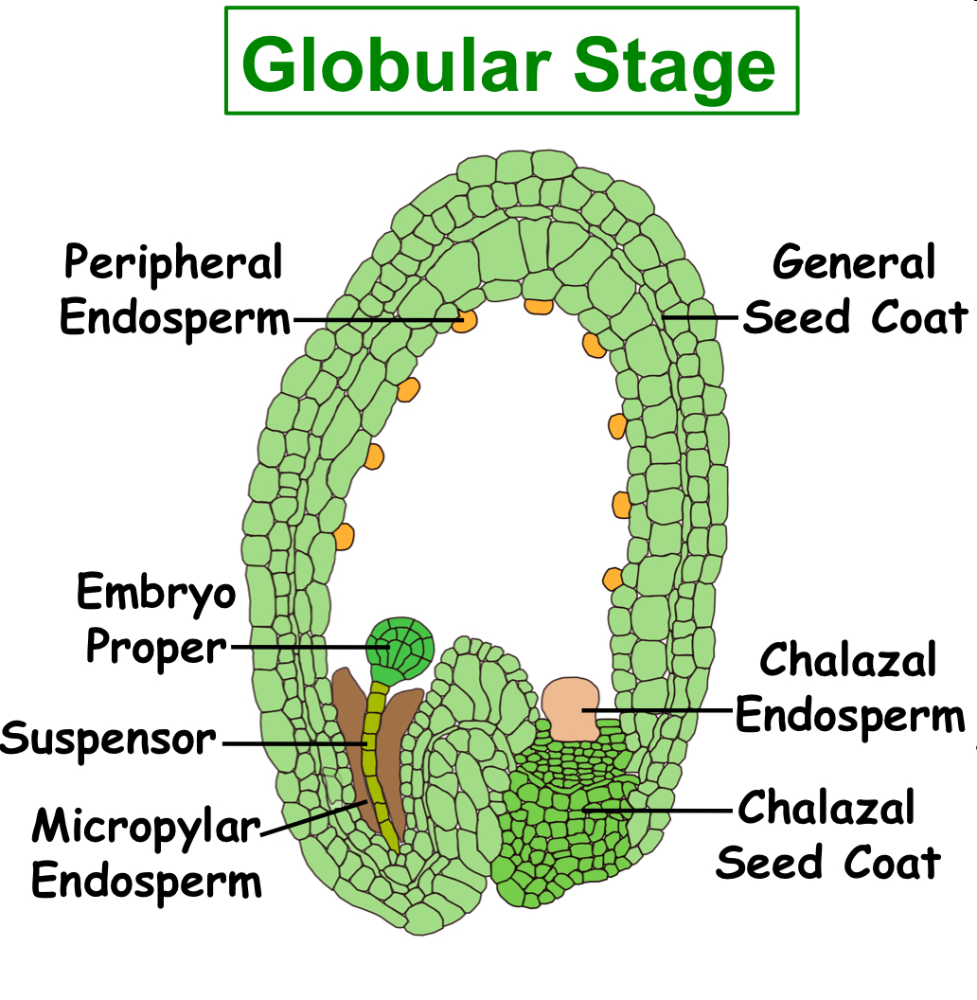 Globular Stage
Peripheral
Endosperm
General
Seed Coat
Embryo
Proper
Suspensor
Micropylar
Endosperm
Chalazal
Endosperm
Chalazal
Seed Coat